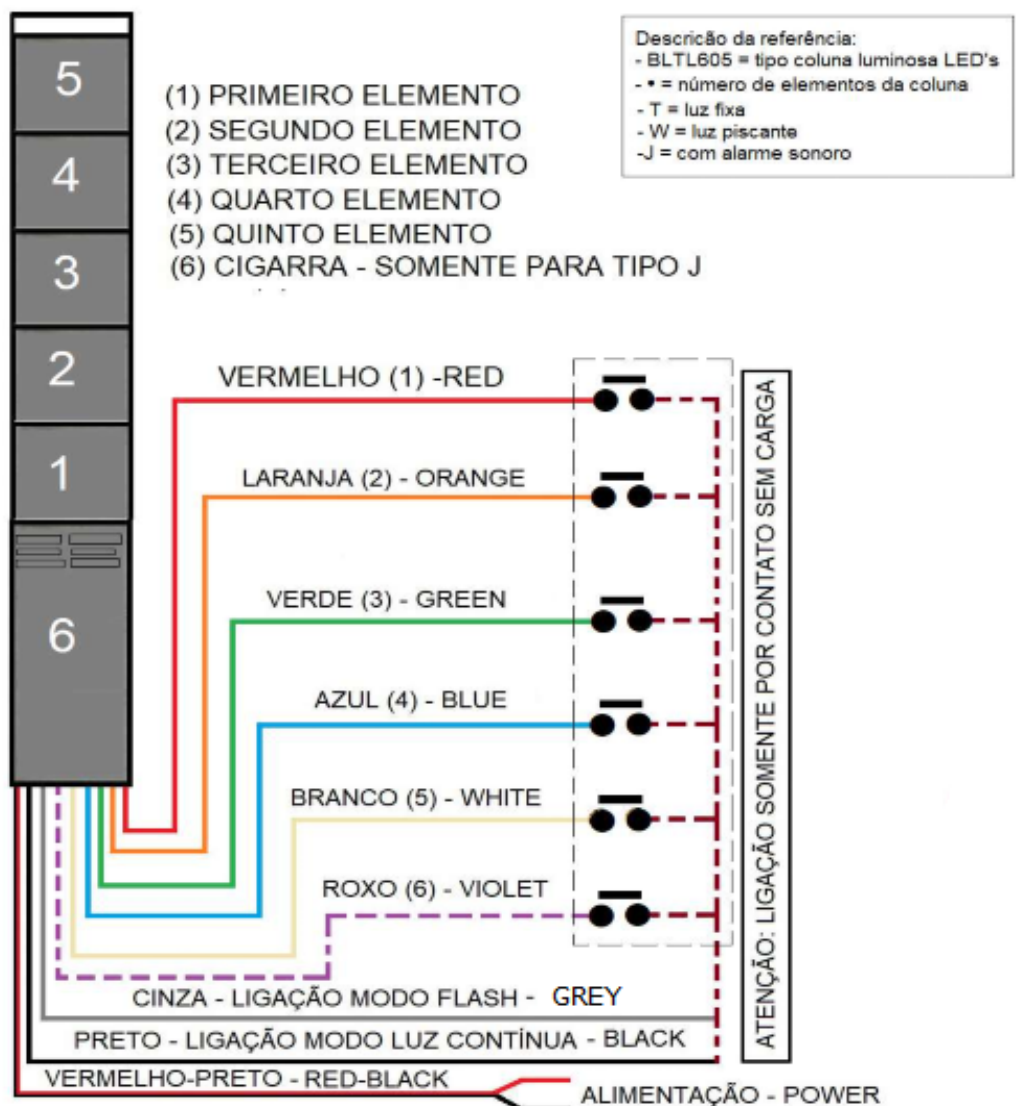 Descricão da referência:
- BLTL605 = tipo coluna luminosa LED's
- • = número de elementos da coluna
- T = luz fixa
- W = luz piscante
-J = com alarme sonoro
(1) PRIMEIRO ELEMENTO
(2) SEGUNDO ELEMENTO
(3) TERCEIRO ELEMENTO
(4) QUARTO ELEMENTO
(5) QUINTO ELEMENTO
(6) CIGARRA - SOMENTE PARA TIPO J
5
4
3
2
1
6
VERMELHO (1) -RED
LARANJA (2) - ORANGE
VERDE (3) - GREEN
AZUL (4) - BLUE
BRANCO (5) - WHITE
ROXO (6) - VIOLET
CINZA - LIGAÇÃO MODO FLASH - GREY
PRETO - LIGAÇÃO MODO LUZ CONTÍNUA - BLACK
VERMELHO-PRETO - RED-BLACK
ALIMENTAÇÃO - POWER
ATENÇÃO: LIGAÇÃO SOMENTE POR CONTATO SEM CARGA